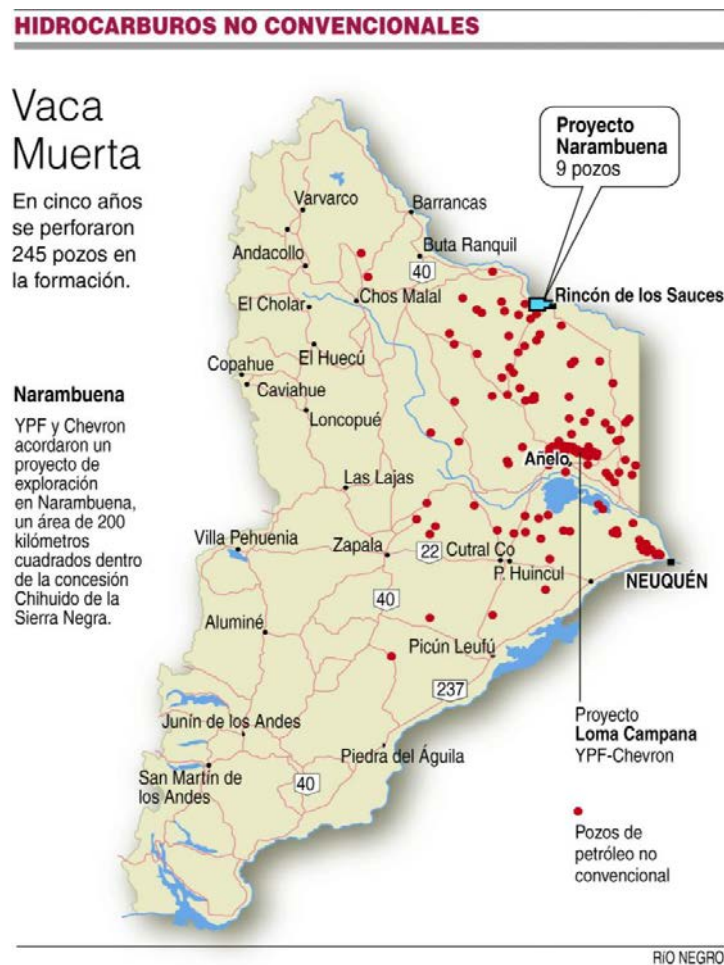 HIDROCARBUROS NO CONVENCIONALES
Vaca
Muerta
En cinco años
se perforaron
245 pozos en
la formación.
Narambuena
YPF y Chevron
acordaron un
proyecto de
exploración
en Narambuena,
un área de 200
kilómetros
cuadrados dentro
de la concesión
Chihuido de la
Sierra Negra.
Proyecto
Narambuena
9 pozos
Varvarco
Barrancas
Andacollo
Buta Ranquil
40
El Cholar
Chos Malal
Rincón de los Sauces
El Huecú
Copahue
Caviahue
Loncopué
Añelo
Las Lajas
Villa Pehuenia
Zapala
22
Cutral Co
P. Huincul
NEUQUÉN
40
Aluminé
Picún Leufú
237
Junín de los Andes
Piedra del Águila
San Martín de
los Andes
40
Proyecto
Loma Campana
YPF-Chevron
Pozos de
petróleo no
convencional
RÍO NEGRO